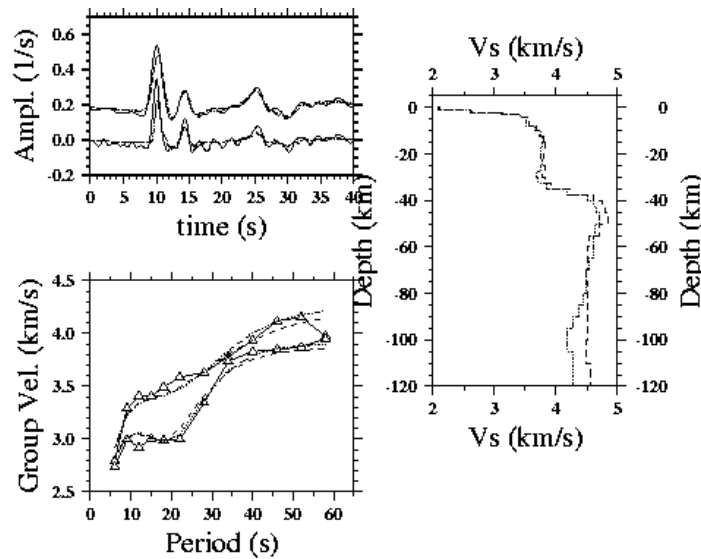 Ampl. (1/s)
0.6
0.4
0.2
0.0
-0.2
0 5 10 15 20 25 30 35 40
time (s)
Group Vel. (km/s)
4.5
4.0
3.5
3.0
2.5
0 10 20 30 40 50 60
Period (s)
Vs (km/s)
2 3 4 5
Depth (km)
0 0
-20 -20
-40 -40
-60 -60
-80 -80
-100 -100
-120 -120
Depth (km)
2 3 4 5
Vs (km/s)